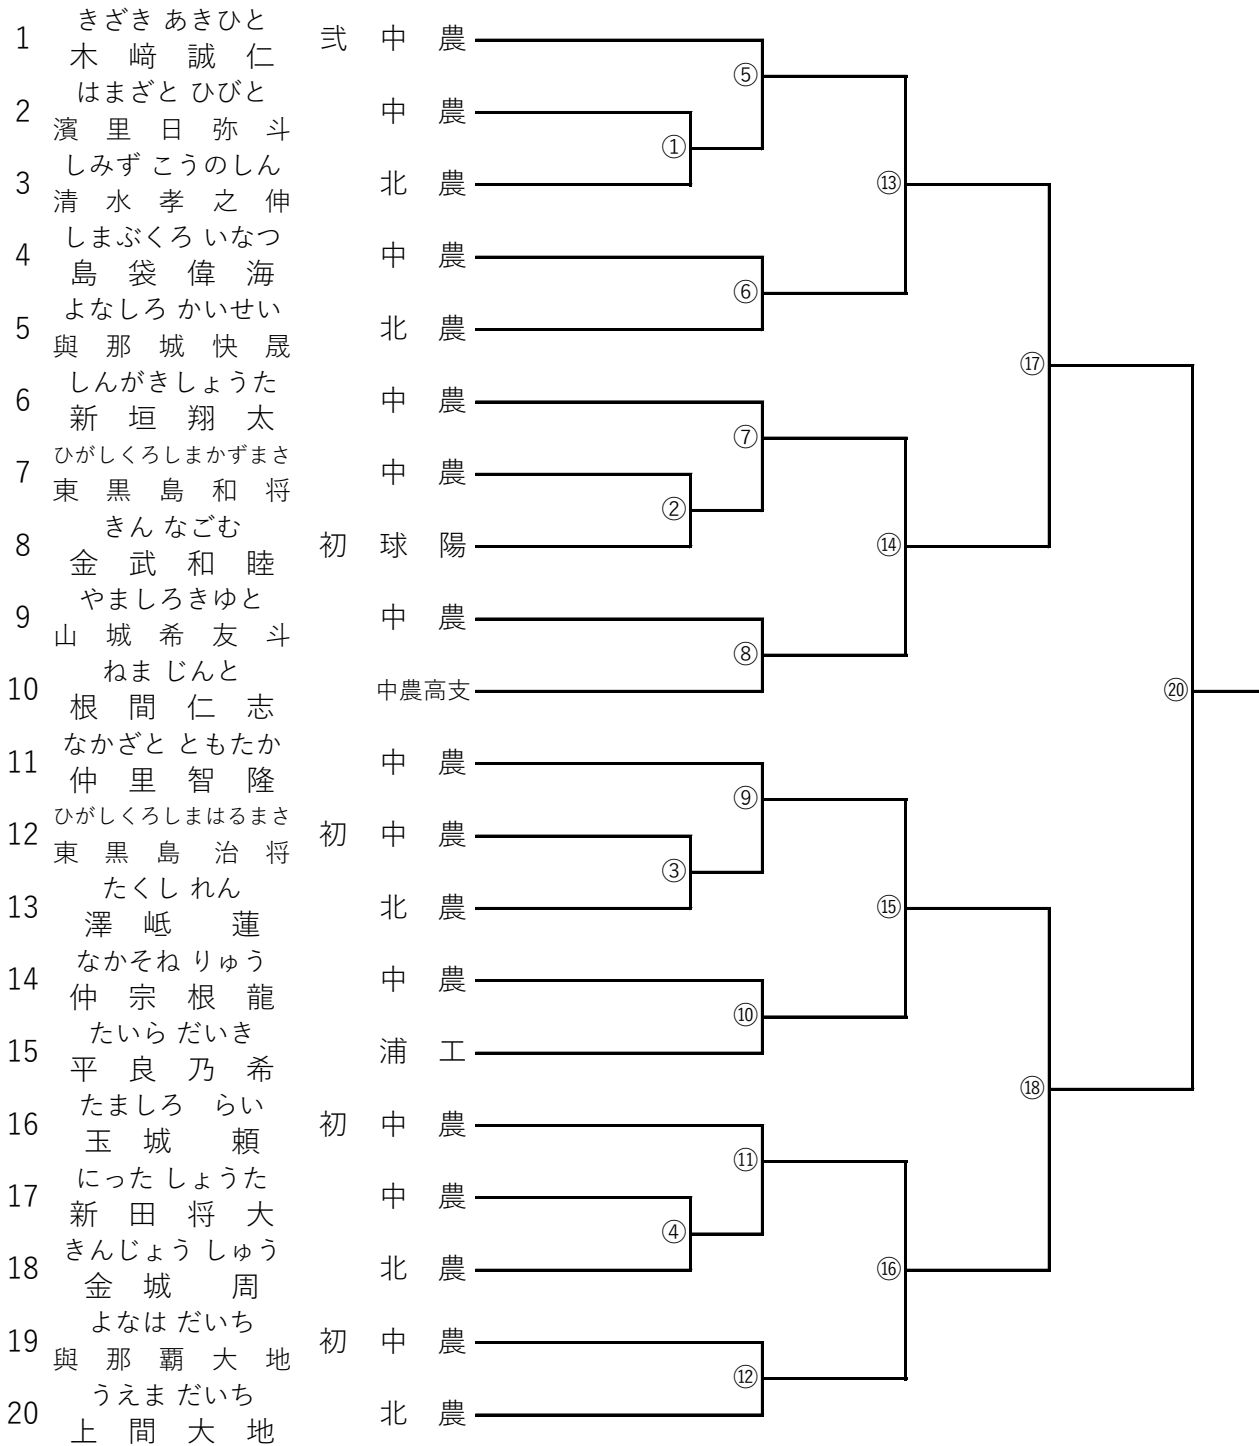 きざき あきひと
1 木 﨑 誠 仁 弐 中 農
⑤
はまざと ひびと
2 濱 里 日 弥 斗 中 農
①
しみず こうのしん
3 清 水 孝 之 伸 北 農
⑬
しまぶくろ いなつ
4 島 袋 偉 海 中 農
⑥
よなしろ かいせい
5 與 那 城 快 晟 北 農
⑰
しんがきしょうた
6 新 垣 翔 太 中 農
⑦
ひがしくろしまかずまさ
7 東 黒 島 和 将 中 農
②
きん なごむ
8 金 武 和 睦 初 球 陽
⑭
やましろきゆと
9 山 城 希 友 斗 中 農
⑧
ねま じんと
10 根 間 仁 志 中農高支
⑳
なかざと ともたか
11 仲 里 智 隆 中 農
⑨
ひがしくろしまはるまさ
12 東 黒 島 治 将 初 中 農
③
たくし れん
13 澤 岻 蓮 北 農
⑮
なかそね りゅう
14 仲 宗 根 龍 中 農
⑩
たいら だいき
15 平 良 乃 希 浦 工
⑱
たましろ らい
16 玉 城 頼 初 中 農
⑪
にった しょうた
17 新 田 将 大 中 農
④
きんじょう しゅう
18 金 城 周 北 農
⑯
よなは だいち
19 與 那 覇 大 地 初 中 農
⑫
うえま だいち
20 上 間 大 地 北 農